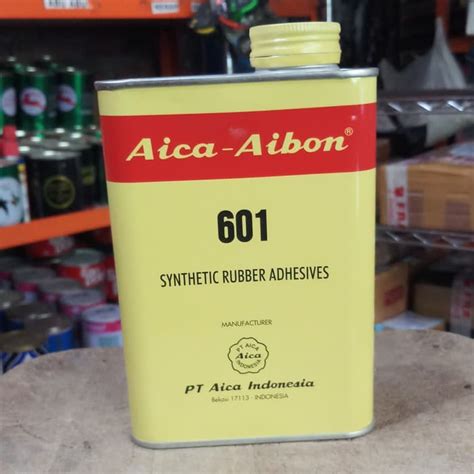 Aica-Aibon®
601
SYNTHETIC RUBBER ADHESIVES
MANUFACTURER
PT AICA
Aica
INDONESIA
PT Aica Indonesia
Bekasi 17113 - INDONESIA